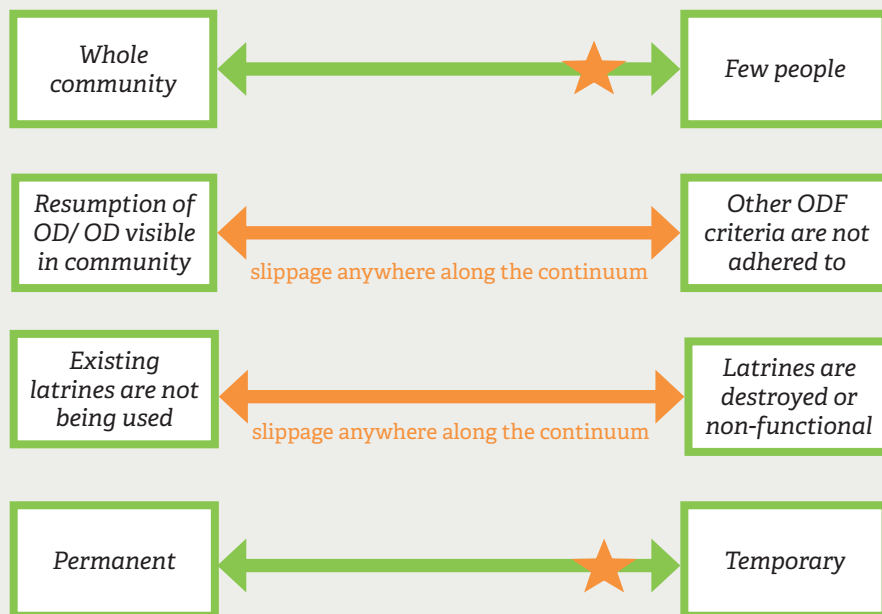 Whole
community
Few people
Resumption of
OD/ OD visible
in community
slippage anywhere along the continuum
Other ODF
criteria are not
adhered to
Existing
latrines are not
being used
slippage anywhere along the continuum
Latrines are
destroyed or
non-functional
Permanent
Temporary